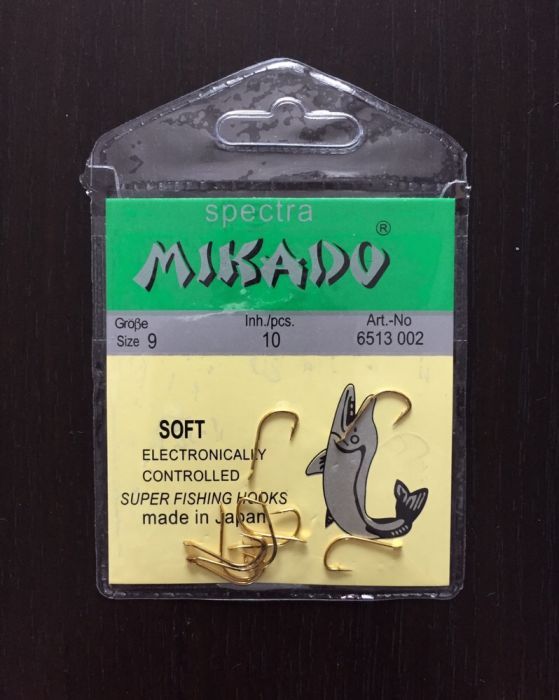 spectra
MIKADO ®
Größe Inh./pcs. Art.-No
Size 9 10 6513 002
SOFT
ELECTRONICALLY
CONTROLLED
SUPER FISHING HOOKS
made in Japan